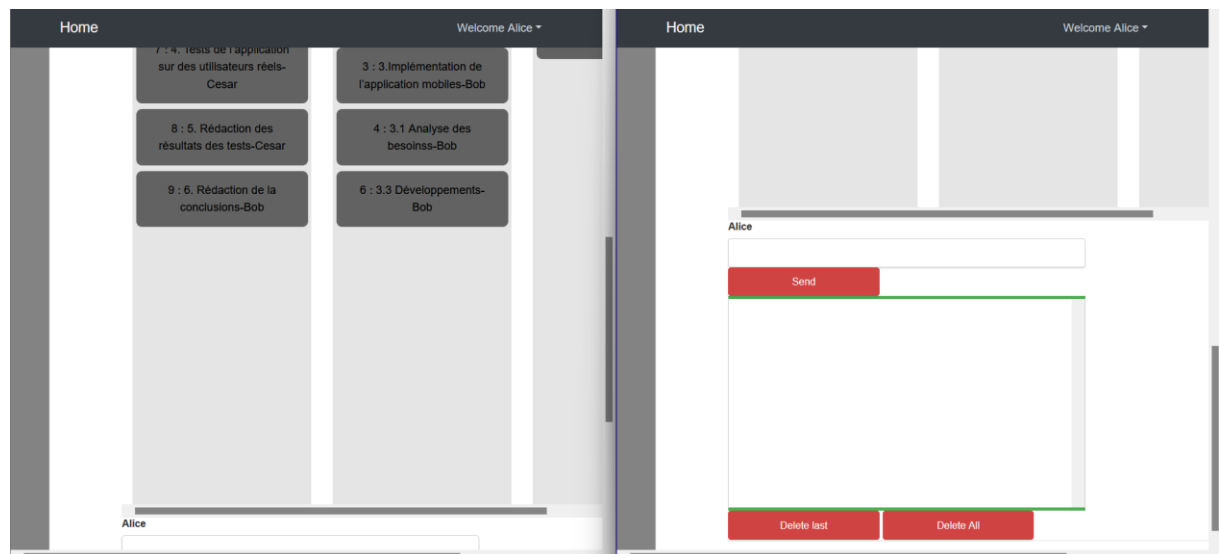 Home
Welcome Alice
7 : 4. Tests de l'application
sur des utilisateurs réels-
Cesar
8 : 5. Rédaction des
résultats des tests-Cesar
9 : 6. Rédaction de la
conclusions-Bob
3 : 3.Implémentation de
l'application mobiles-Bob
4 : 3.1 Analyse des
besoinss-Bob
6 : 3.3 Développements-
Bob
Alice
Home
Welcome Alice
Alice
Send
Delete last
Delete All